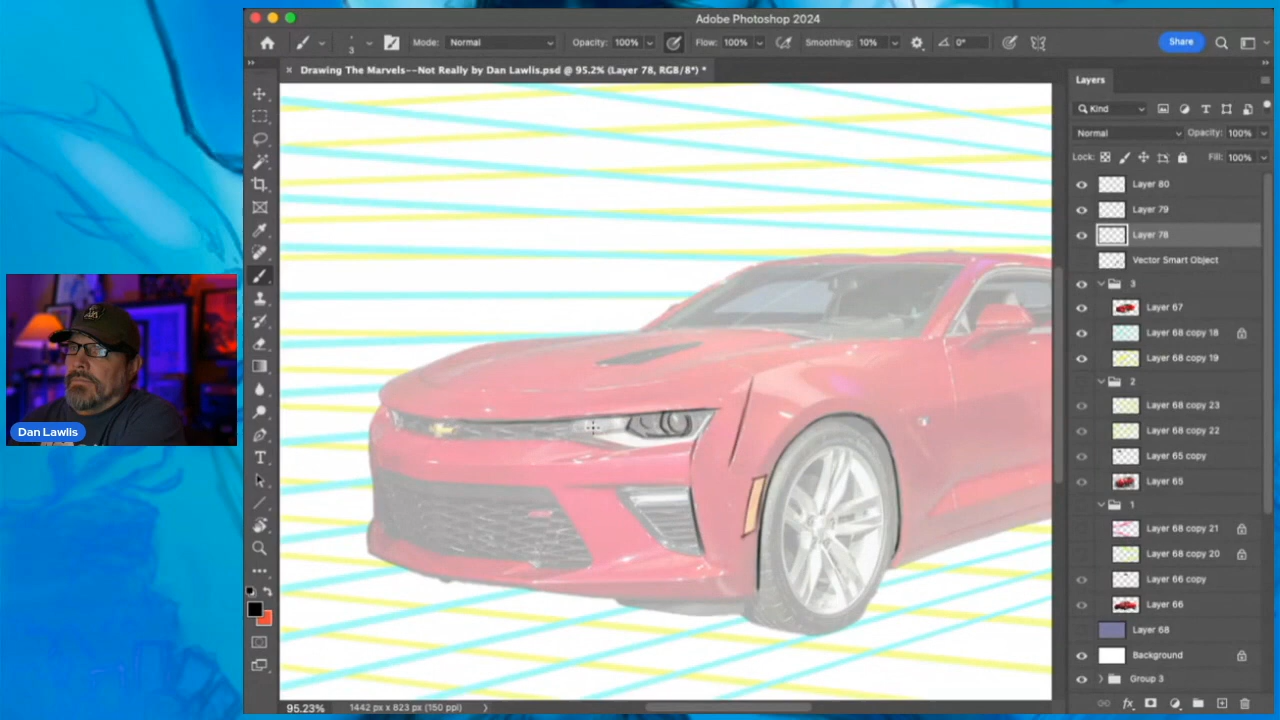 Adobe Photoshop 2024
3
Mode: Normal
Opacity: 100%
Flow: 100%
Smoothing: 10%
0°
Share
Drawing The Marvels--Not Really by Dan Lawlis.psd @ 95.2% (Layer 78, RGB/8*) *
Layers
Kind
Normal
Opacity: 100%
Lock:
Fill: 100%
Layer 80
Layer 79
Layer 78
Vector Smart Object
3
Layer 67
Layer 68 copy 18
Layer 68 copy 19
2
Layer 68 copy 23
Layer 68 copy 22
Layer 65 copy
Layer 65
1
Layer 68 copy 21
Layer 68 copy 20
Layer 66 copy
Layer 66
Layer 68
Background
Group 3
Dan Lawlis
95.23%
1442 px x 823 px (150 ppi)